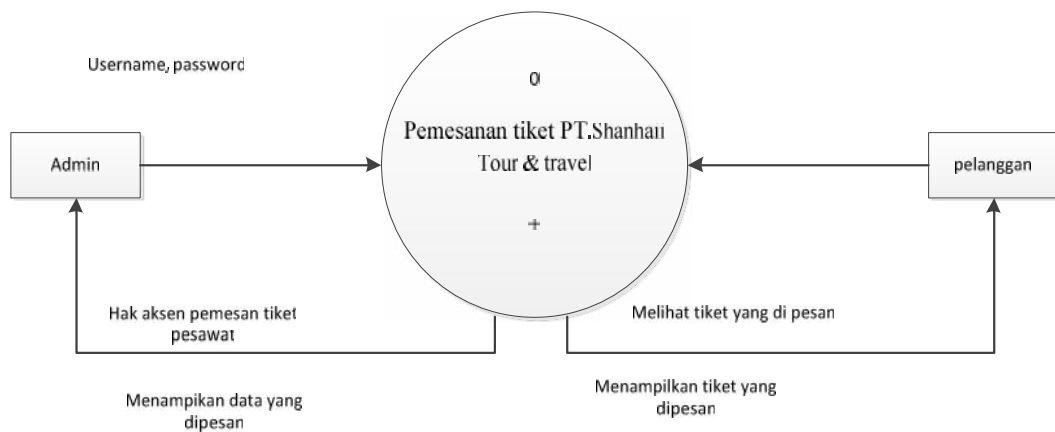 Username, password
0
Pemesanan tiket PT.Shanhaii
Tour & travel
+
Admin
pelanggan
Hak aksen pemesan tiket
pesawat
Melihat tiket yang di pesan
Menampikan data yang
dipesan
Menampilkan tiket yang
dipesan